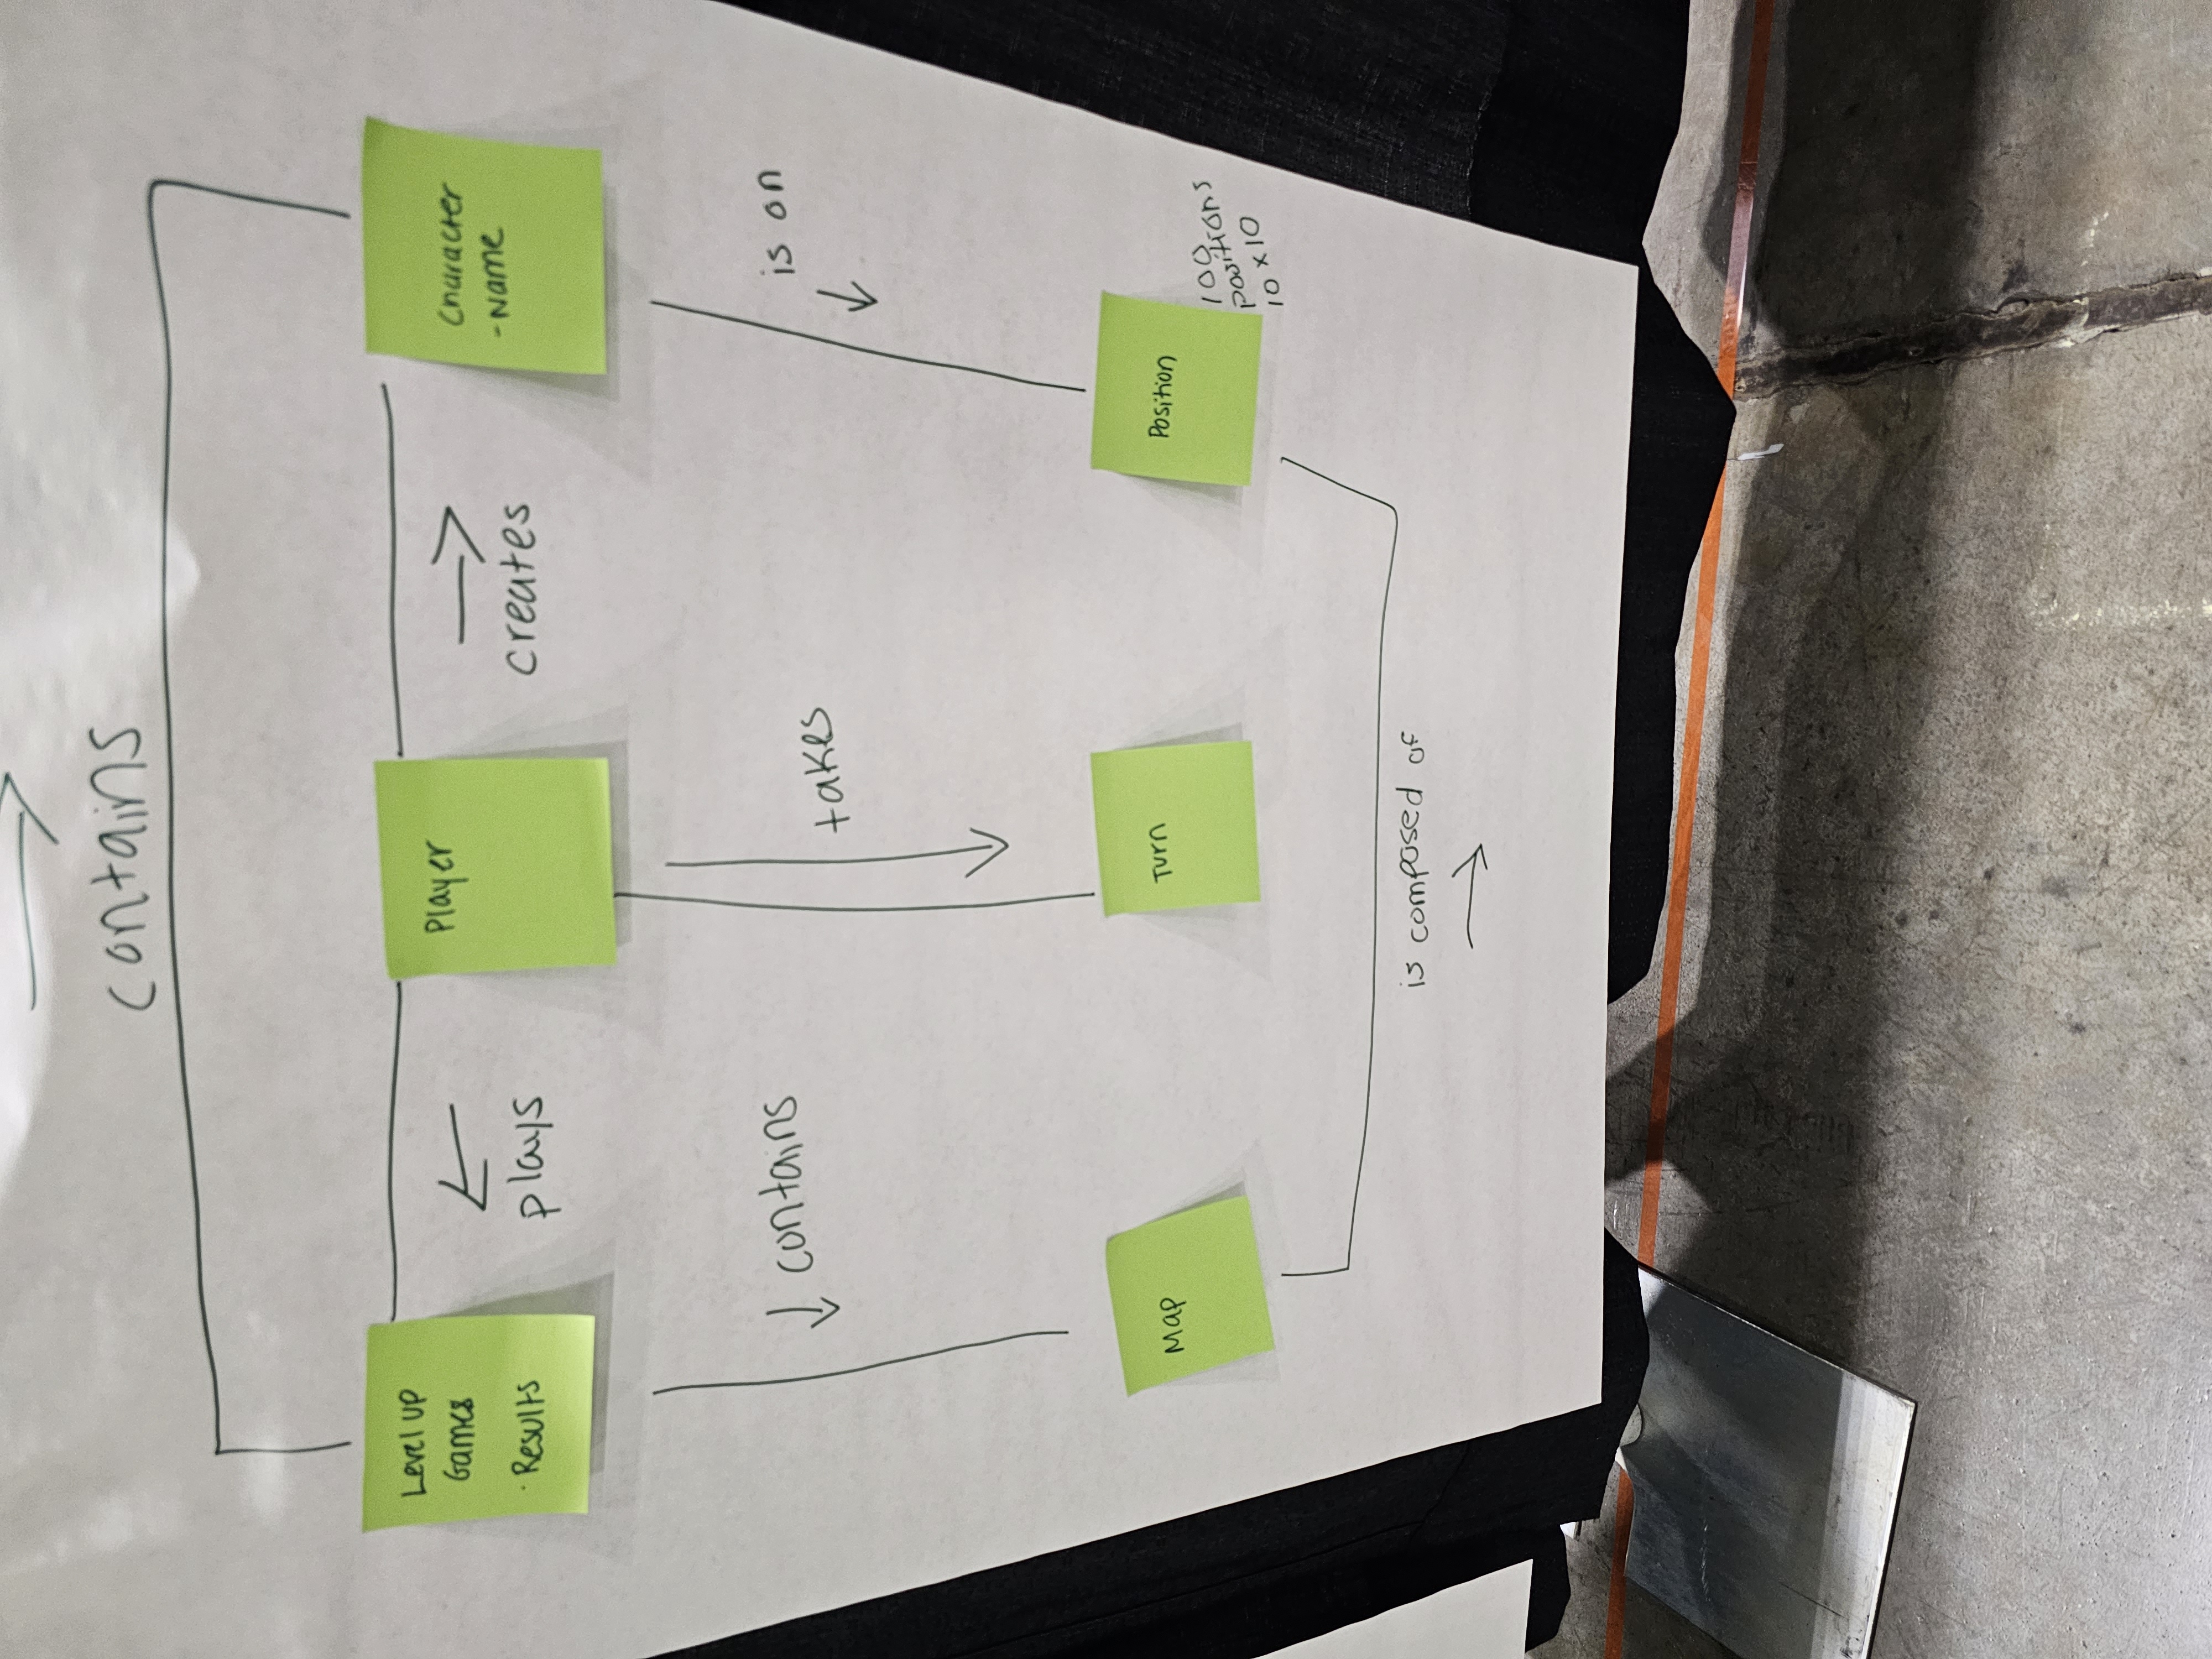 contains
Level up
Games
· Results
plays
Player
creates
Character
- Name
contains
takes
is on
Map
Turn
Position
100
positions
10 x 10
is composed of